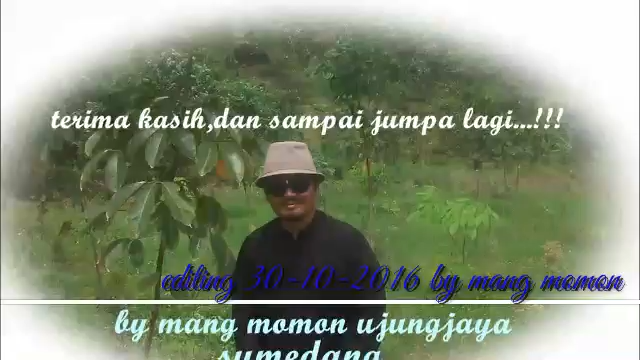 terima kasih,dan sampai jumpa lagi...!!!
editing 30-10-2016 by mang momon
by mang momon ujungjaya
sumedang